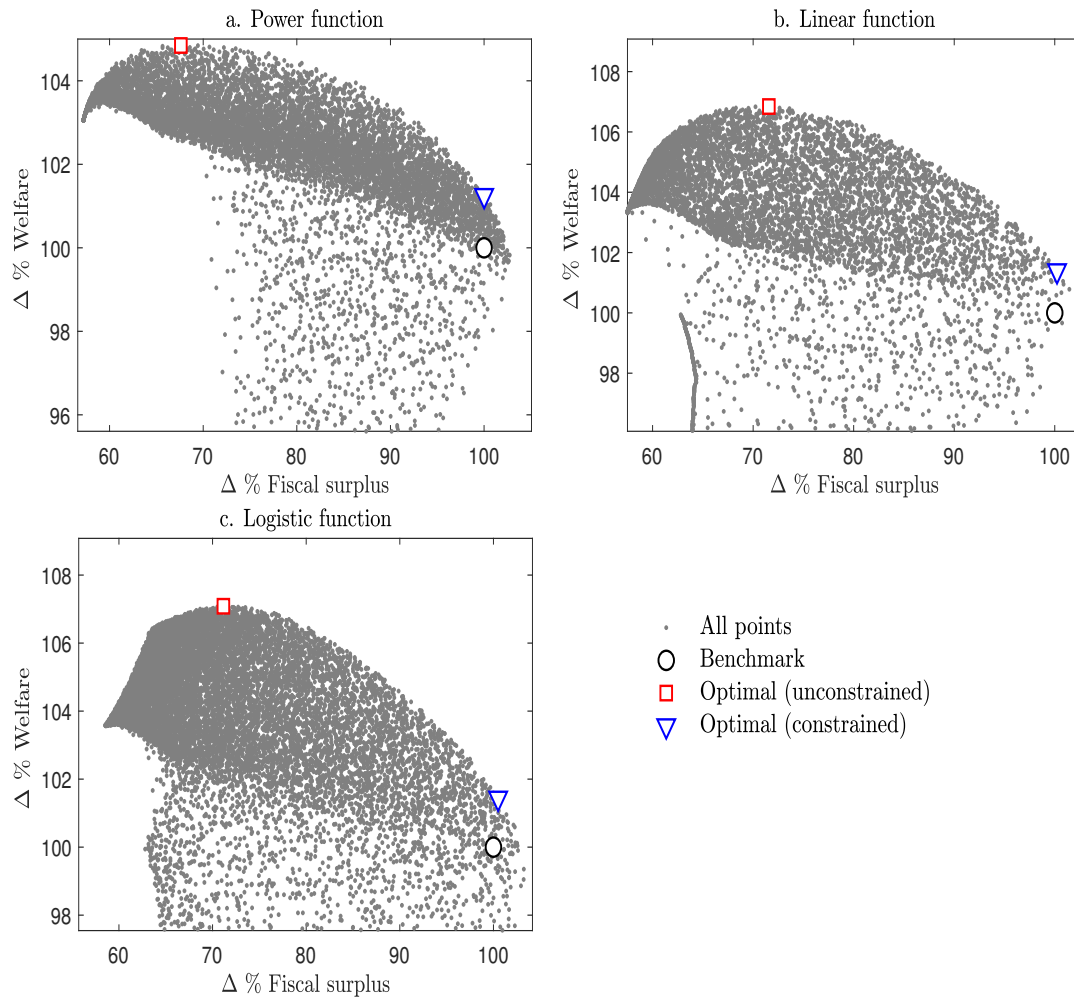 a. Power function
104
102
100
98
96
Δ % Welfare
60 70 80 90 100
Δ % Fiscal surplus
b. Linear function
108
106
104
102
100
98
Δ % Welfare
60 70 80 90 100
Δ % Fiscal surplus
c. Logistic function
108
106
104
102
100
98
Δ % Welfare
60 70 80 90 100
Δ % Fiscal surplus
All points
Benchmark
Optimal (unconstrained)
Optimal (constrained)